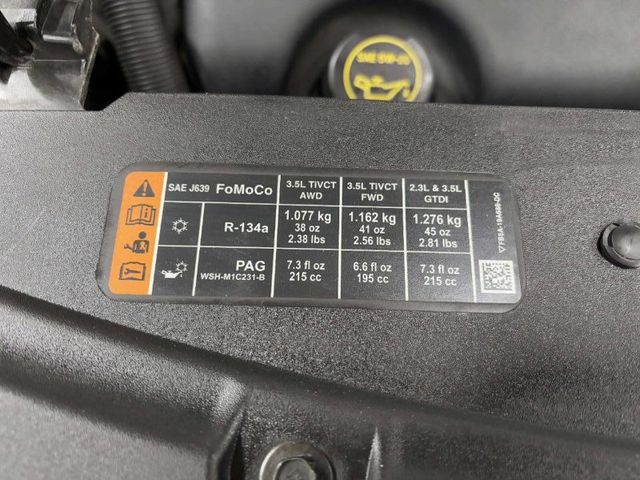 SAE 5W-20
SAE J639 FoMoCo
3.5L TiVCT
AWD
3.5L TiVCT
FWD
2.3L & 3.5L
GTDI
R-134a
1.077 kg
38 oz
2.38 lbs
1.162 kg
41 oz
2.56 lbs
1.276 kg
45 oz
2.81 lbs
PAG
WSH-M1C231-B
7.3 fl oz
215 cc
6.6 fl oz
195 cc
7.3 fl oz
215 cc